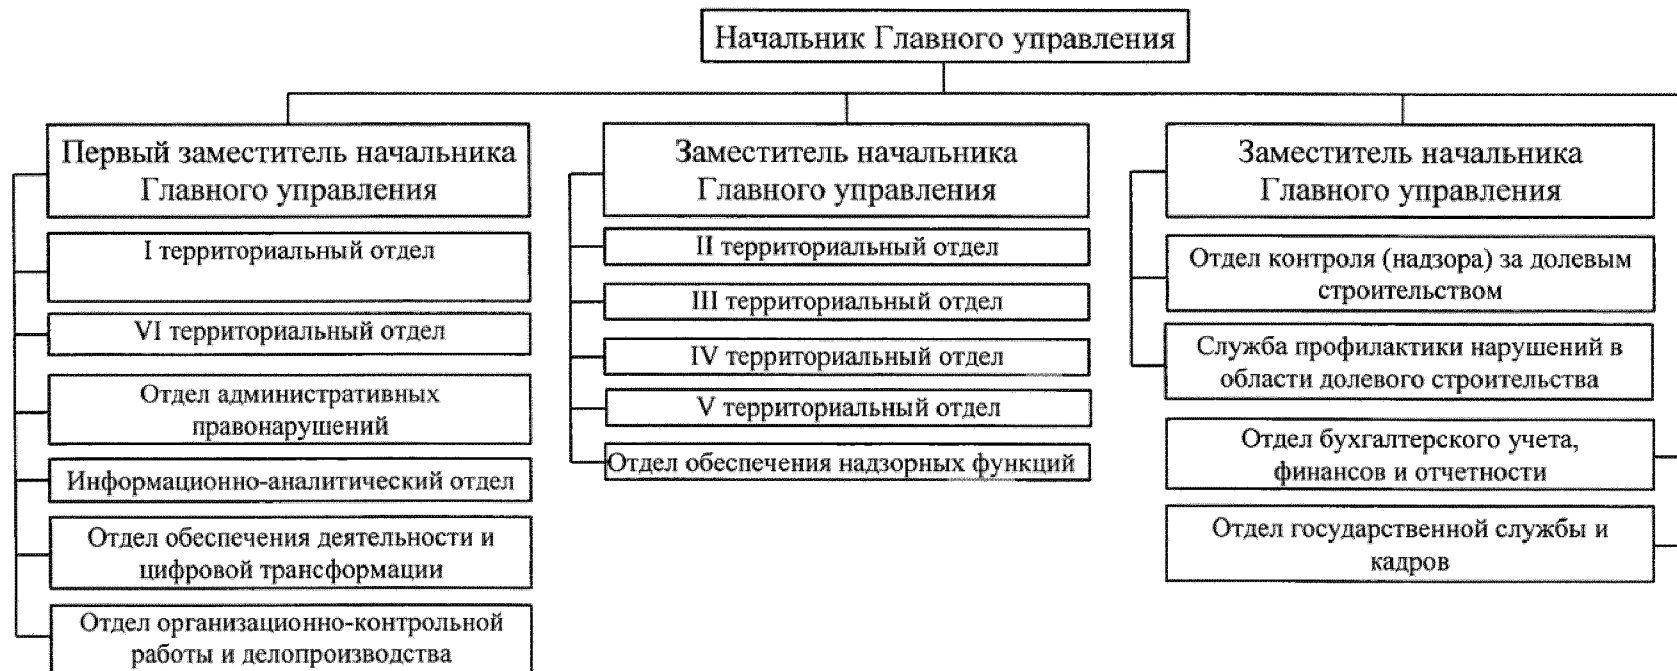 Начальник Главного управления
Первый заместитель начальника
Главного управления
I территориальный отдел
VI территориальный отдел
Отдел административных
правонарушений
Информационно-аналитический отдел
Отдел обеспечения деятельности и
цифровой трансформации
Отдел организационно-контрольной
работы и делопроизводства
Заместитель начальника
Главного управления
II территориальный отдел
III территориальный отдел
IV территориальный отдел
V территориальный отдел
Отдел обеспечения надзорных функций
Заместитель начальника
Главного управления
Отдел контроля (надзора) за долевым
строительством
Служба профилактики нарушений в
области долевого строительства
Отдел бухгалтерского учета,
финансов и отчетности
Отдел государственной службы и
кадров